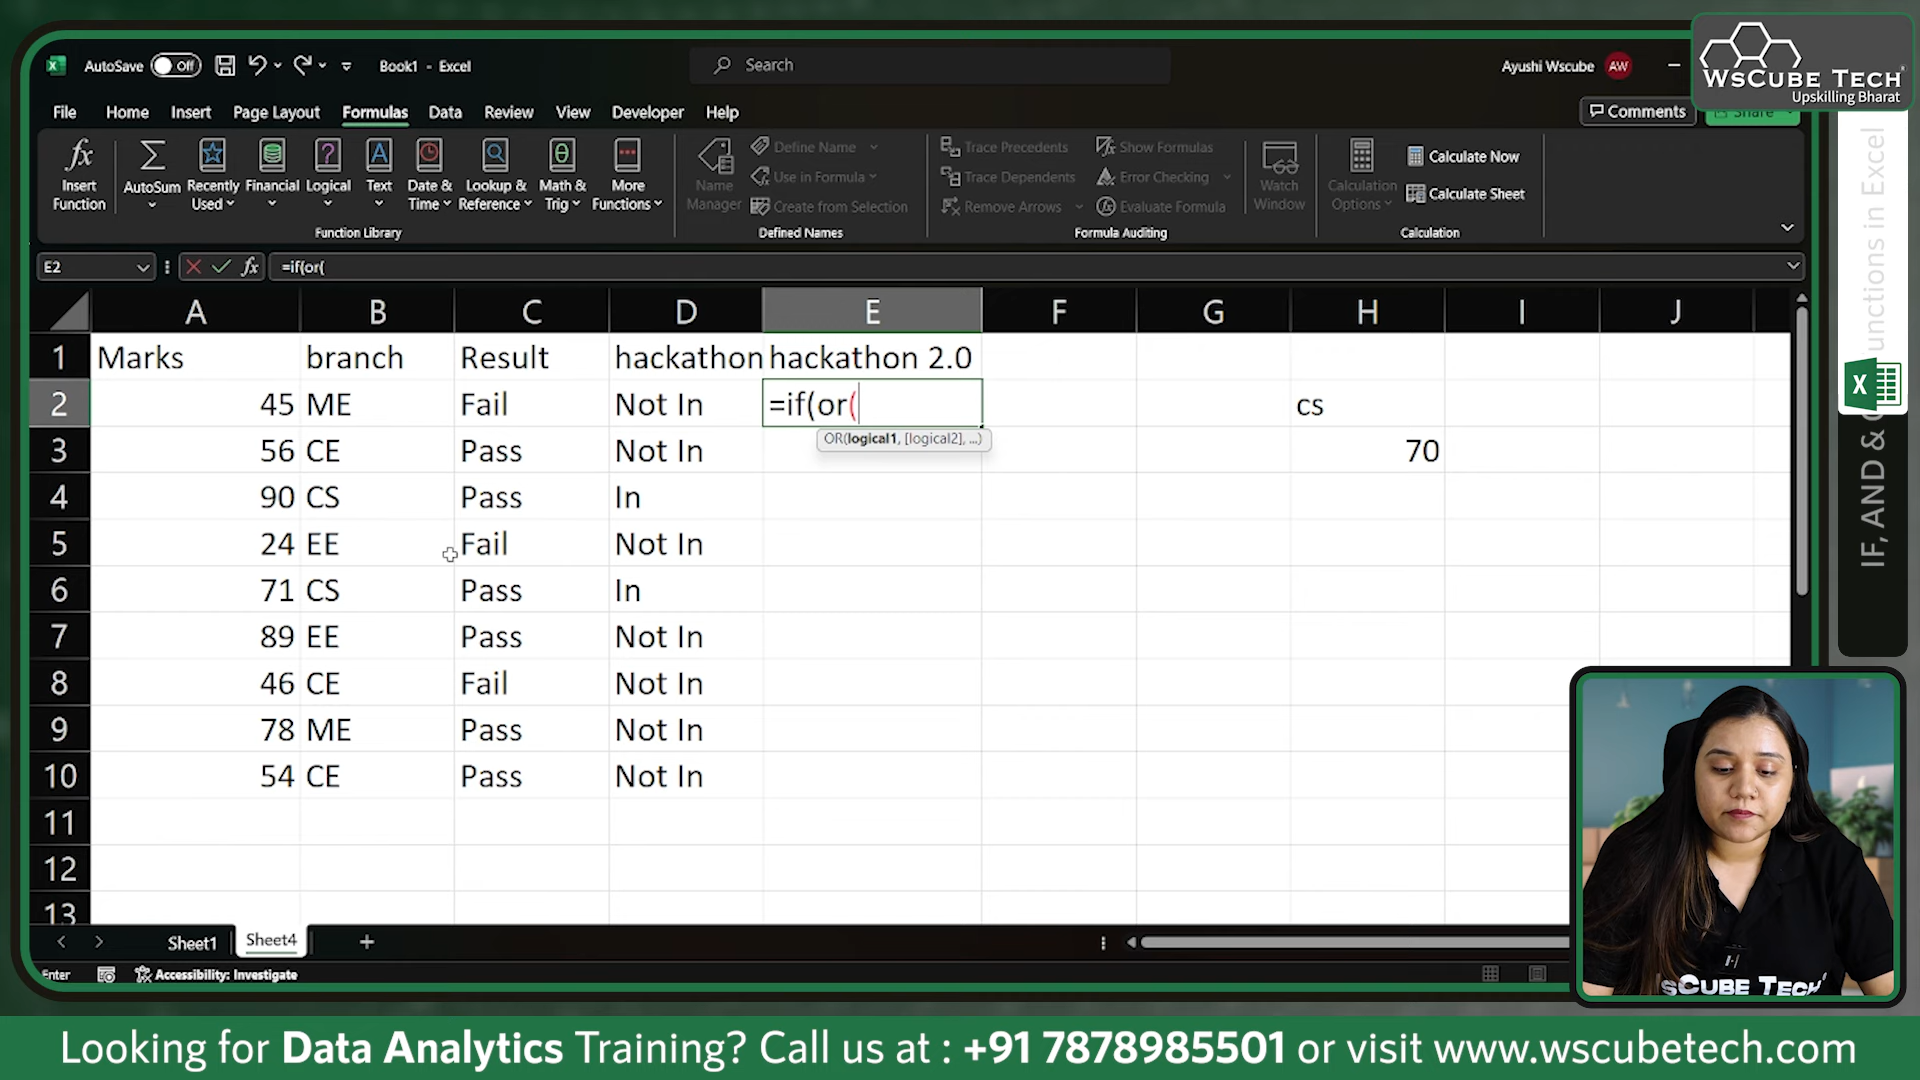 WsCUBE TECH
Upskilling Bharat
AutoSave Off Book1 - Excel
Search
Ayushi Wscube AW
File Home Insert Page Layout Formulas Data Review View Developer Help
Comments Share
fx Insert Function
AutoSum
Recently Used
Financial
Logical
Text
Date & Time
Lookup & Reference
Math & Trig
More Functions
Function Library
Name Manager
Define Name
Use in Formula
Create from Selection
Defined Names
Trace Precedents
Trace Dependents
Remove Arrows
Show Formulas
Error Checking
Evaluate Formula
Formula Auditing
Watch Window
Calculation Options
Calculate Now
Calculate Sheet
Calculation
E2 fx =if(or(
A B C D E F G H I J
1 Marks branch Result hackathon hackathon 2.0
2 45 ME Fail Not In =if(or( cs
OR(logical1, [logical2], ...)
3 56 CE Pass Not In 70
4 90 CS Pass In
5 24 EE Fail Not In
6 71 CS Pass In
7 89 EE Pass Not In
8 46 CE Fail Not In
9 78 ME Pass Not In
10 54 CE Pass Not In
11
12
13
Sheet1 Sheet4
Enter Accessibility: Investigate
IF, AND & unctions in Excel
sCUBE TECH
Looking for Data Analytics Training? Call us at : +91 7878985501 or visit www.wscubetech.com